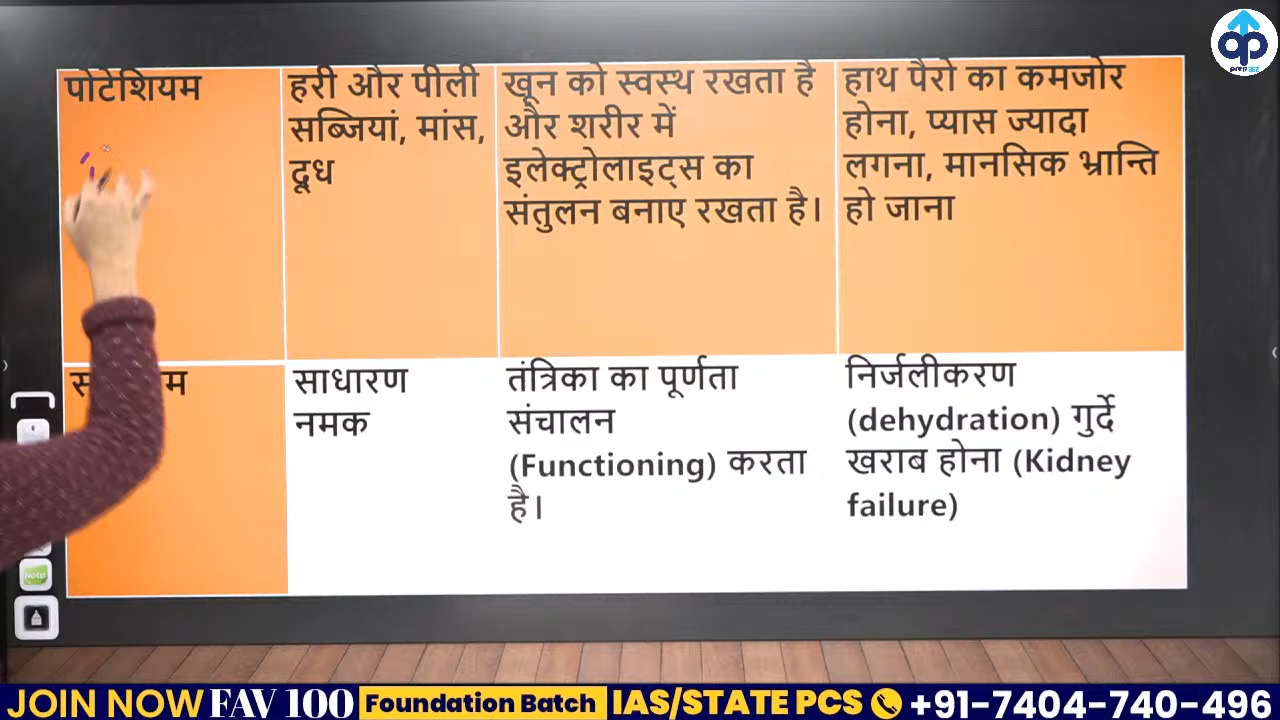 पोटेशियम
हरी और पीली
सब्जियां, मांस,
दूध
खून को स्वस्थ रखता है
और शरीर में
इलेक्ट्रोलाइट्स का
संतुलन बनाए रखता है।
हाथ पैरो का कमजोर
होना, प्यास ज्यादा
लगना, मानसिक भ्रान्ति
हो जाना
साधारण
नमक
तंत्रिका का पूर्णता
संचालन
(Functioning) करता
है।
निर्जलीकरण
(dehydration) गुर्दे
खराब होना (Kidney
failure)
Note
JOIN NOW FAV 100 Foundation Batch IAS/STATE PCS +91-7404-740-496